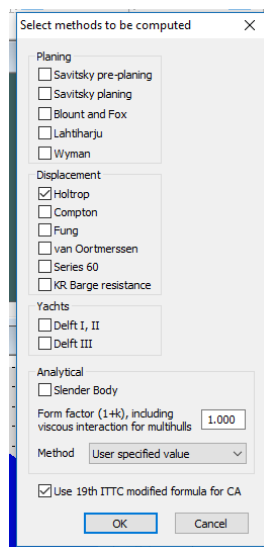 Select methods to be computed
Planing
Savitsky pre-planing
Savitsky planing
Blount and Fox
Lahtiharju
Wyman
Displacement
Holtrop
Compton
Fung
van Oortmerssen
Series 60
KR Barge resistance
Yachts
Delft I, II
Delft III
Analytical
Slender Body
Form factor (1+k), including
viscous interaction for multihulls
1.000
Method
User specified value
Use 19th ITTC modified formula for CA
OK
Cancel